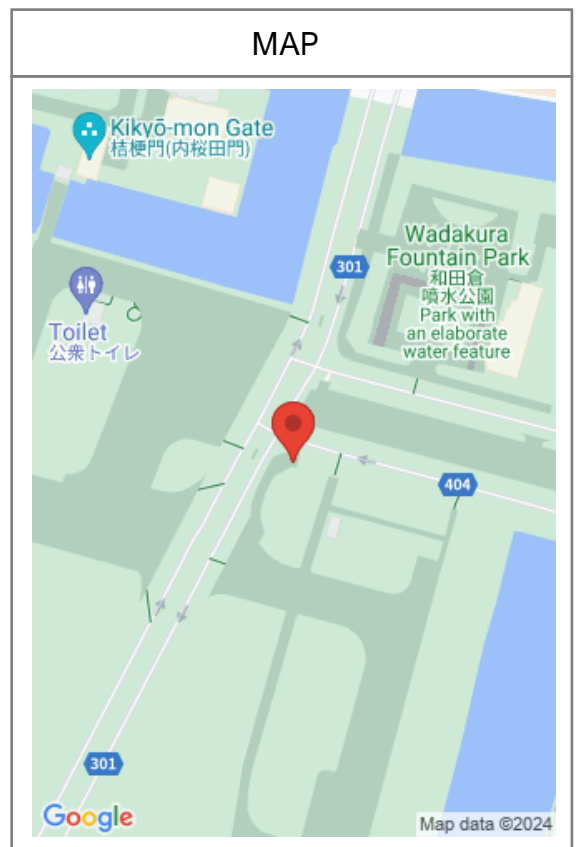 MAP
Kikyō-mon Gate
桔梗門(内桜田門)
301
Wadakura
Fountain Park
和田倉
噴水公園
Park with
an elaborate
water feature
Toilet
公衆トイレ
404
301
Google
Map data ©2024